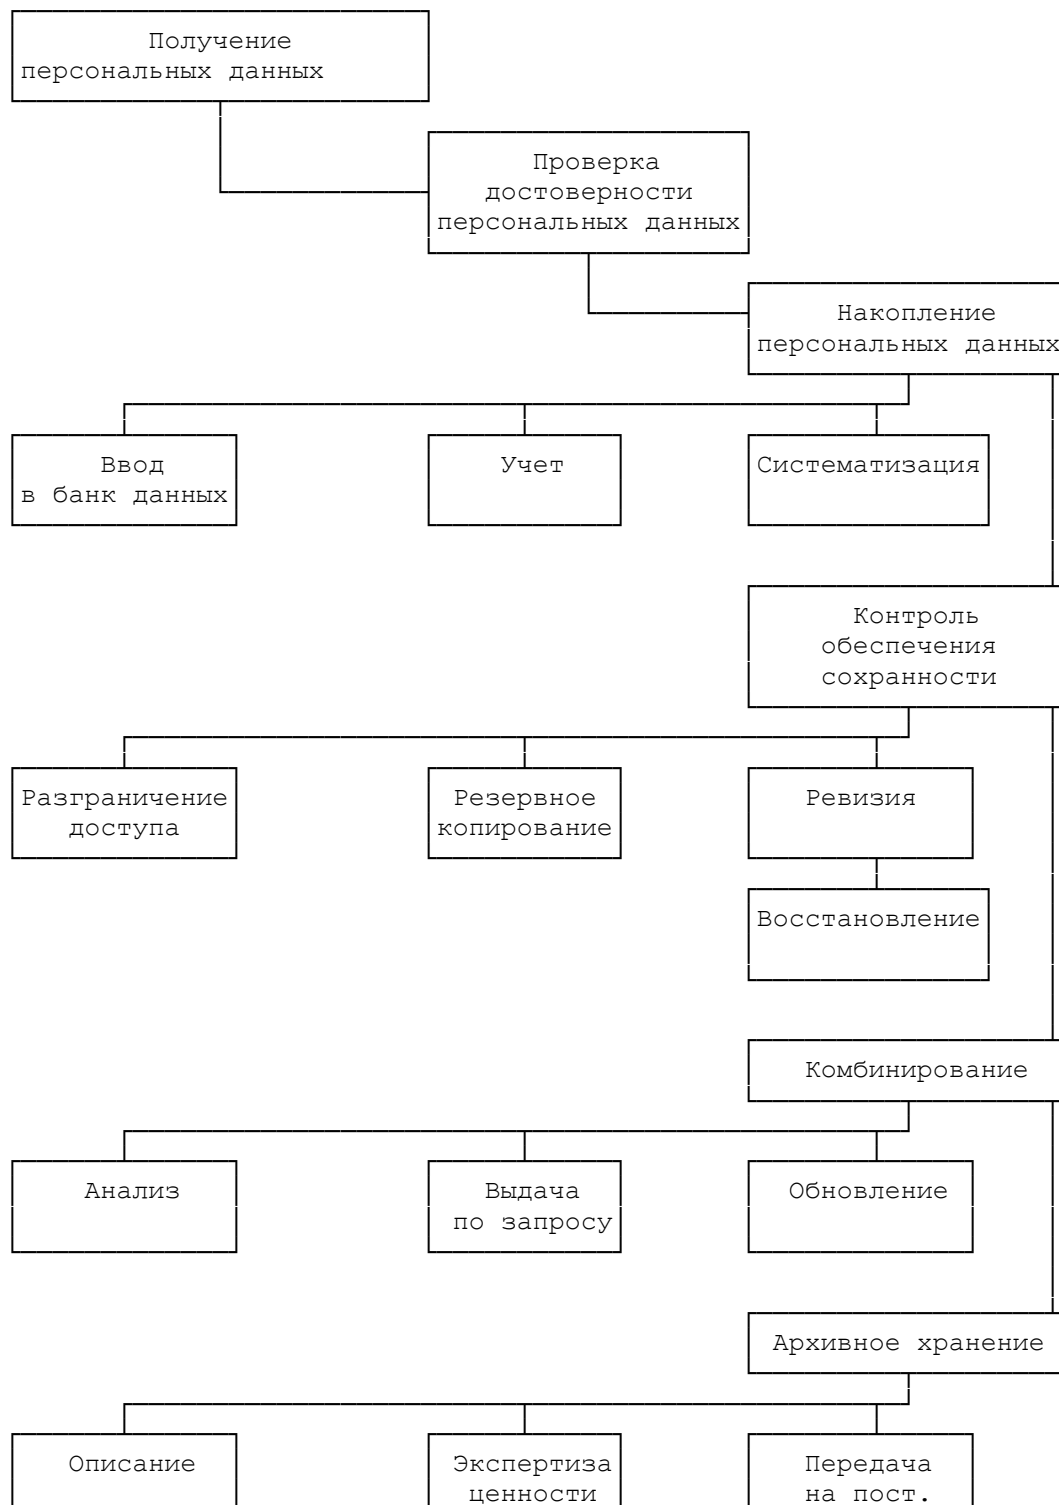 Получение
персональных данных
Проверка
достоверности
персональных данных
Накопление
персональных данных
Ввод
в банк данных
Учет
Систематизация
Контроль
обеспечения
сохранности
Разграничение
доступа
Резервное
копирование
Ревизия
Восстановление
Комбинирование
Анализ
Выдача
по запросу
Обновление
Архивное хранение
Описание
Экспертиза
ценности
Передача
на пост.